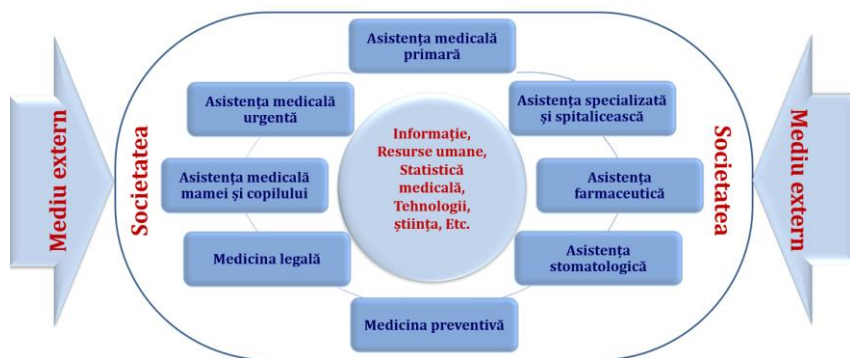 Asistența medicală
primară
Asistența medicală
urgentă
Asistența specializată
și spitalicească
Informație,
Resurse umane,
Statistică
medicală,
Tehnologii,
știința, Etc.
Asistența medicală
mamei și copilului
Asistența
farmaceutică
Medicina legală
Asistența
stomatologică
Medicina preventivă
Mediu extern
Societatea
Societatea
Mediu extern